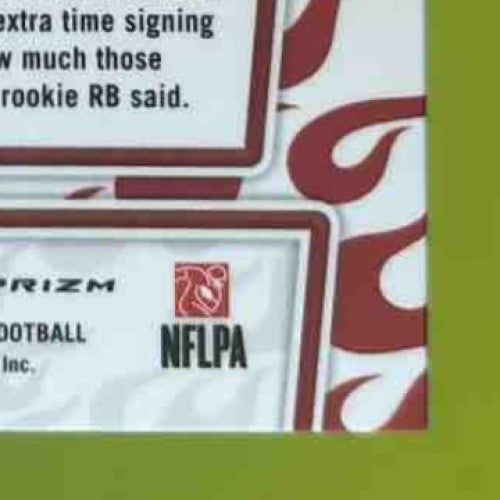 extra time signing
w much those
rookie RB said.
PRIZM
OOTBALL
Inc.
NFLPA